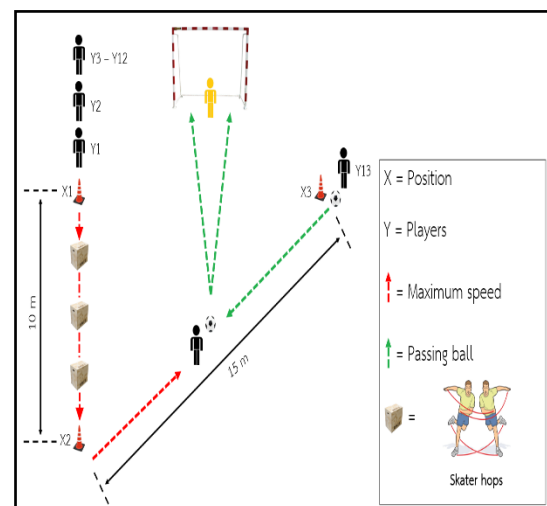 Y3 – Y12
Y2
Y1
X1
Y13
X3
10 m
15 m
X2
X = Position
Y = Players
= Maximum speed
= Passing ball
=
Skater hops